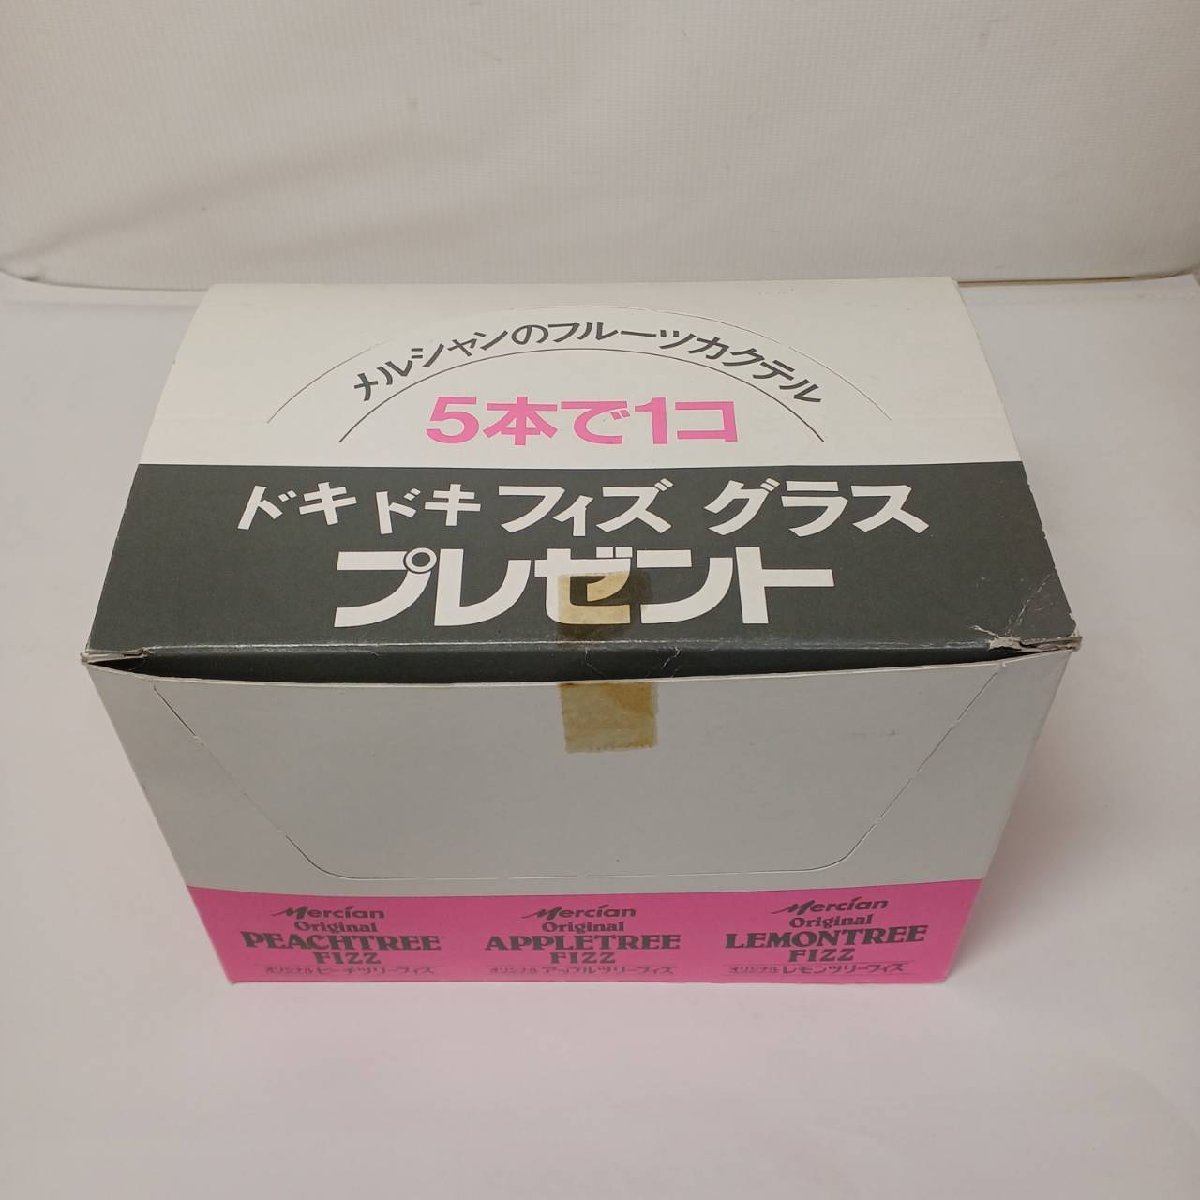 メルシャンのフルーツカクテル
5本で1コ
ドキドキ フィズ グラス
プレゼント
Mercian
Original
PEACHTREE
FIZZ
オリジナル ピーチツリーフィズ
Mercian
Original
APPLETREE
FIZZ
オリジナル アップルツリーフィズ
Mercian
Original
LEMONTREE
FIZZ
オリジナル レモンツリーフィズ